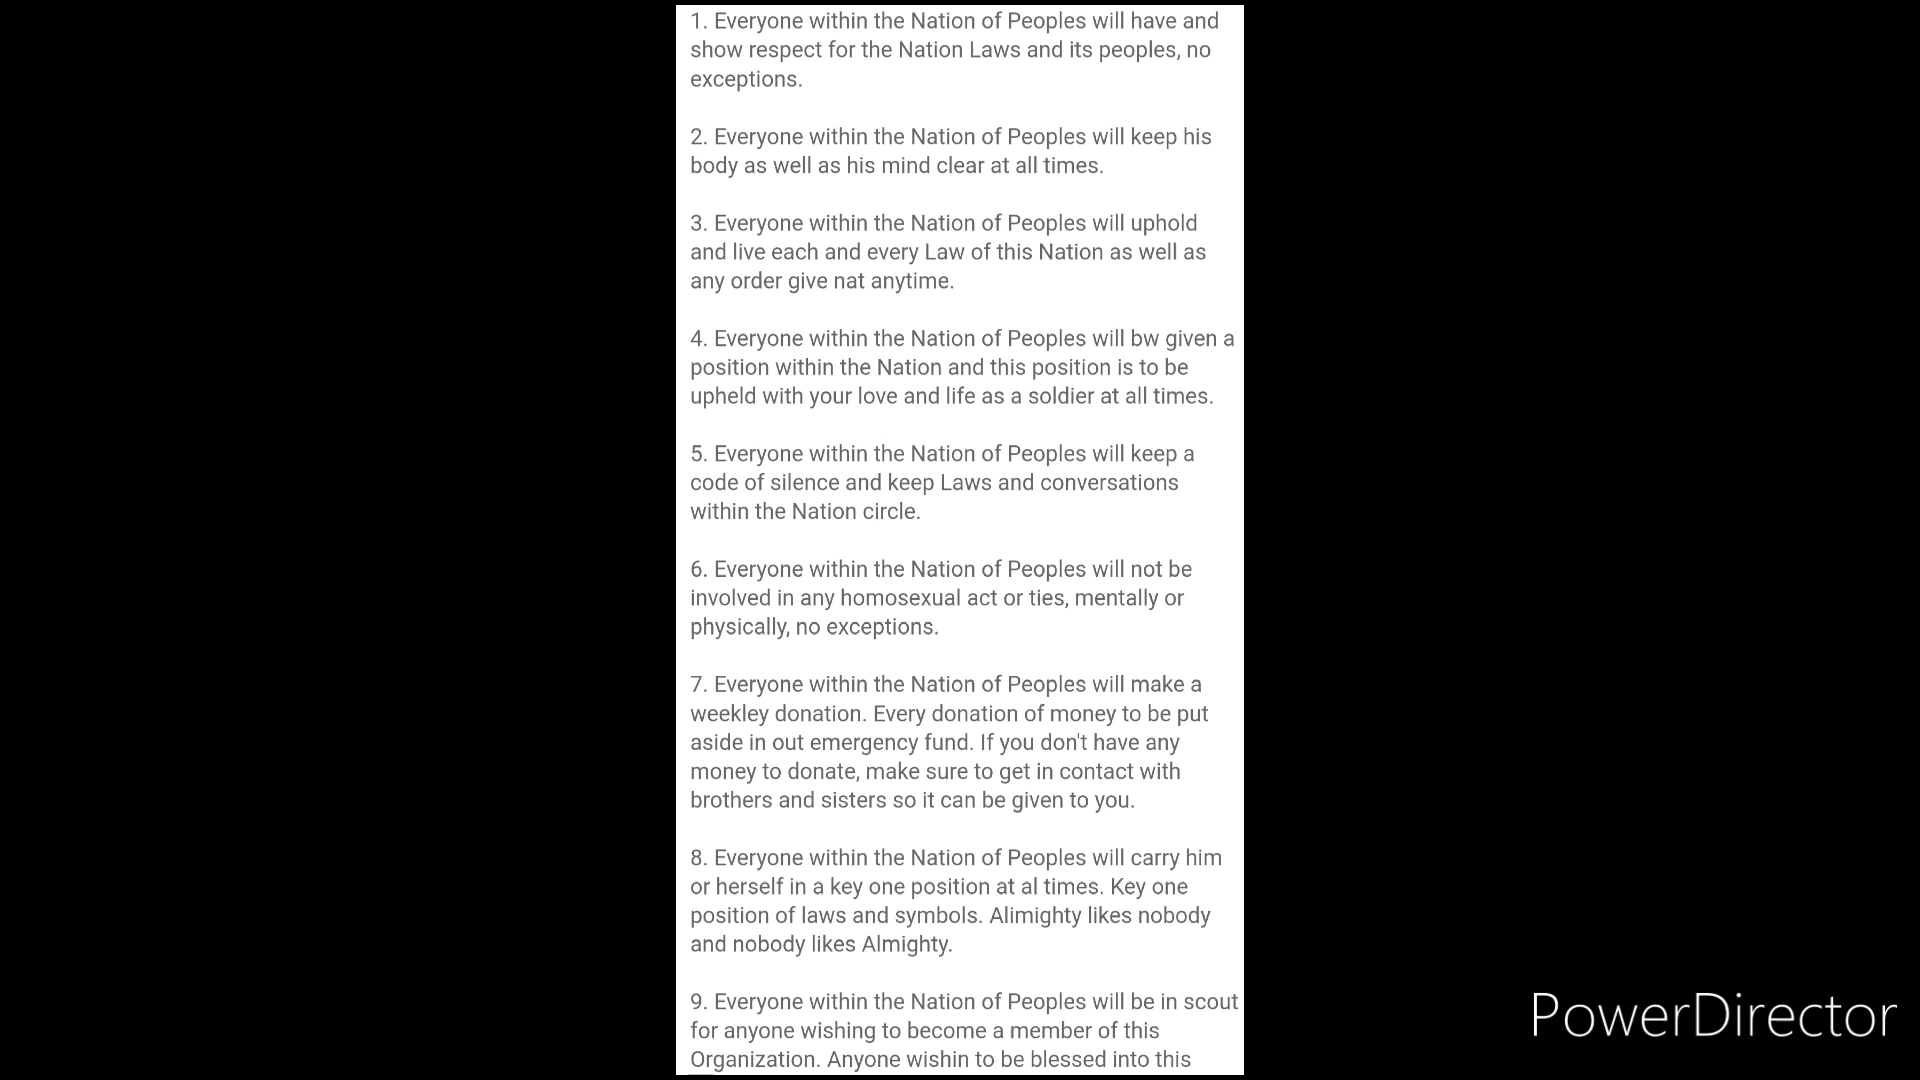 1. Everyone within the Nation of Peoples will have and
show respect for the Nation Laws and its peoples, no
exceptions.
2. Everyone within the Nation of Peoples will keep his
body as well as his mind clear at all times.
3. Everyone within the Nation of Peoples will uphold
and live each and every Law of this Nation as well as
any order give nat anytime.
4. Everyone within the Nation of Peoples will bw given a
position within the Nation and this position is to be
upheld with your love and life as a soldier at all times.
5. Everyone within the Nation of Peoples will keep a
code of silence and keep Laws and conversations
within the Nation circle.
6. Everyone within the Nation of Peoples will not be
involved in any homosexual act or ties, mentally or
physically, no exceptions.
7. Everyone within the Nation of Peoples will make a
weekley donation. Every donation of money to be put
aside in out emergency fund. If you don't have any
money to donate, make sure to get in contact with
brothers and sisters so it can be given to you.
8. Everyone within the Nation of Peoples will carry him
or herself in a key one position at al times. Key one
position of laws and symbols. Alimighty likes nobody
and nobody likes Almighty.
9. Everyone within the Nation of Peoples will be in scout
for anyone wishing to become a member of this
Organization. Anyone wishin to be blessed into this
PowerDirector